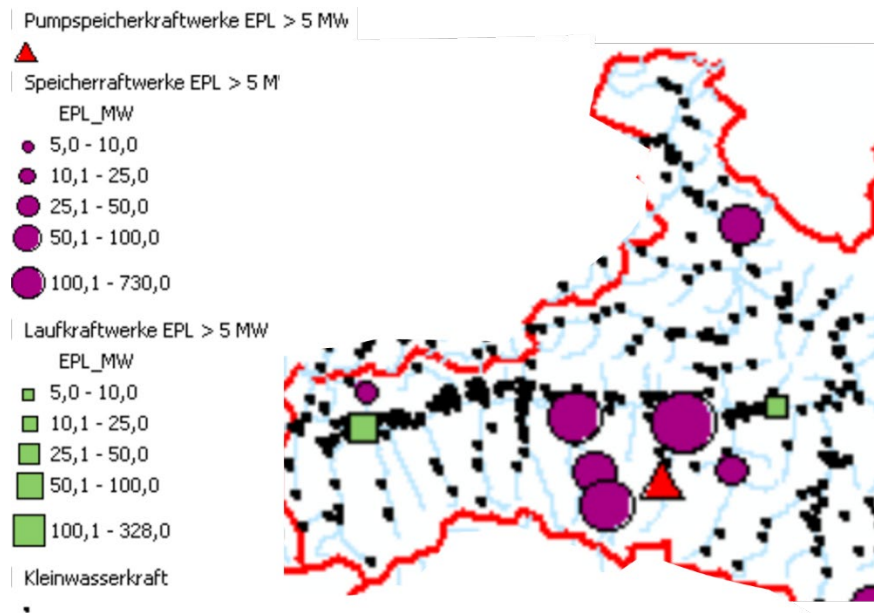 Pumpspeicherkraftwerke EPL > 5 MW
Speicherraftwerke EPL > 5 M
EPL_MW
5,0 - 10,0
10,1 - 25,0
25,1 - 50,0
50,1 - 100,0
100,1 - 730,0
Laufkraftwerke EPL > 5 MW
EPL_MW
5,0 - 10,0
10,1 - 25,0
25,1 - 50,0
50,1 - 100,0
100,1 - 328,0
Kleinwasserkraft